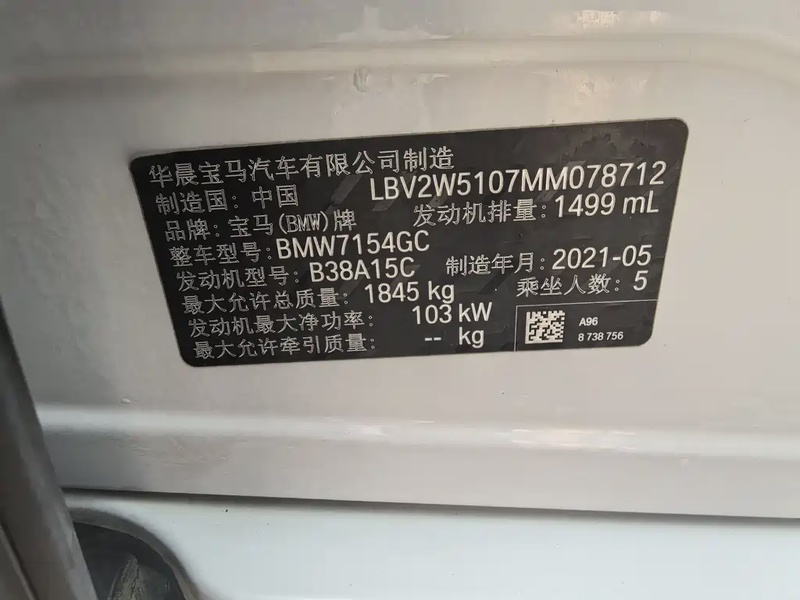 华晨宝马汽车有限公司制造
制造国: 中国 LBV2W5107MM078712
品牌: 宝马(BMW)牌 发动机排量: 1499 mL
整车型号: BMW7154GC
发动机型号: B38A15C 制造年月: 2021-05
最大允许总质量: 1845 kg 乘坐人数: 5
发动机最大净功率: 103 kW
最大允许牵引质量: -- kg
A96
8 738 756